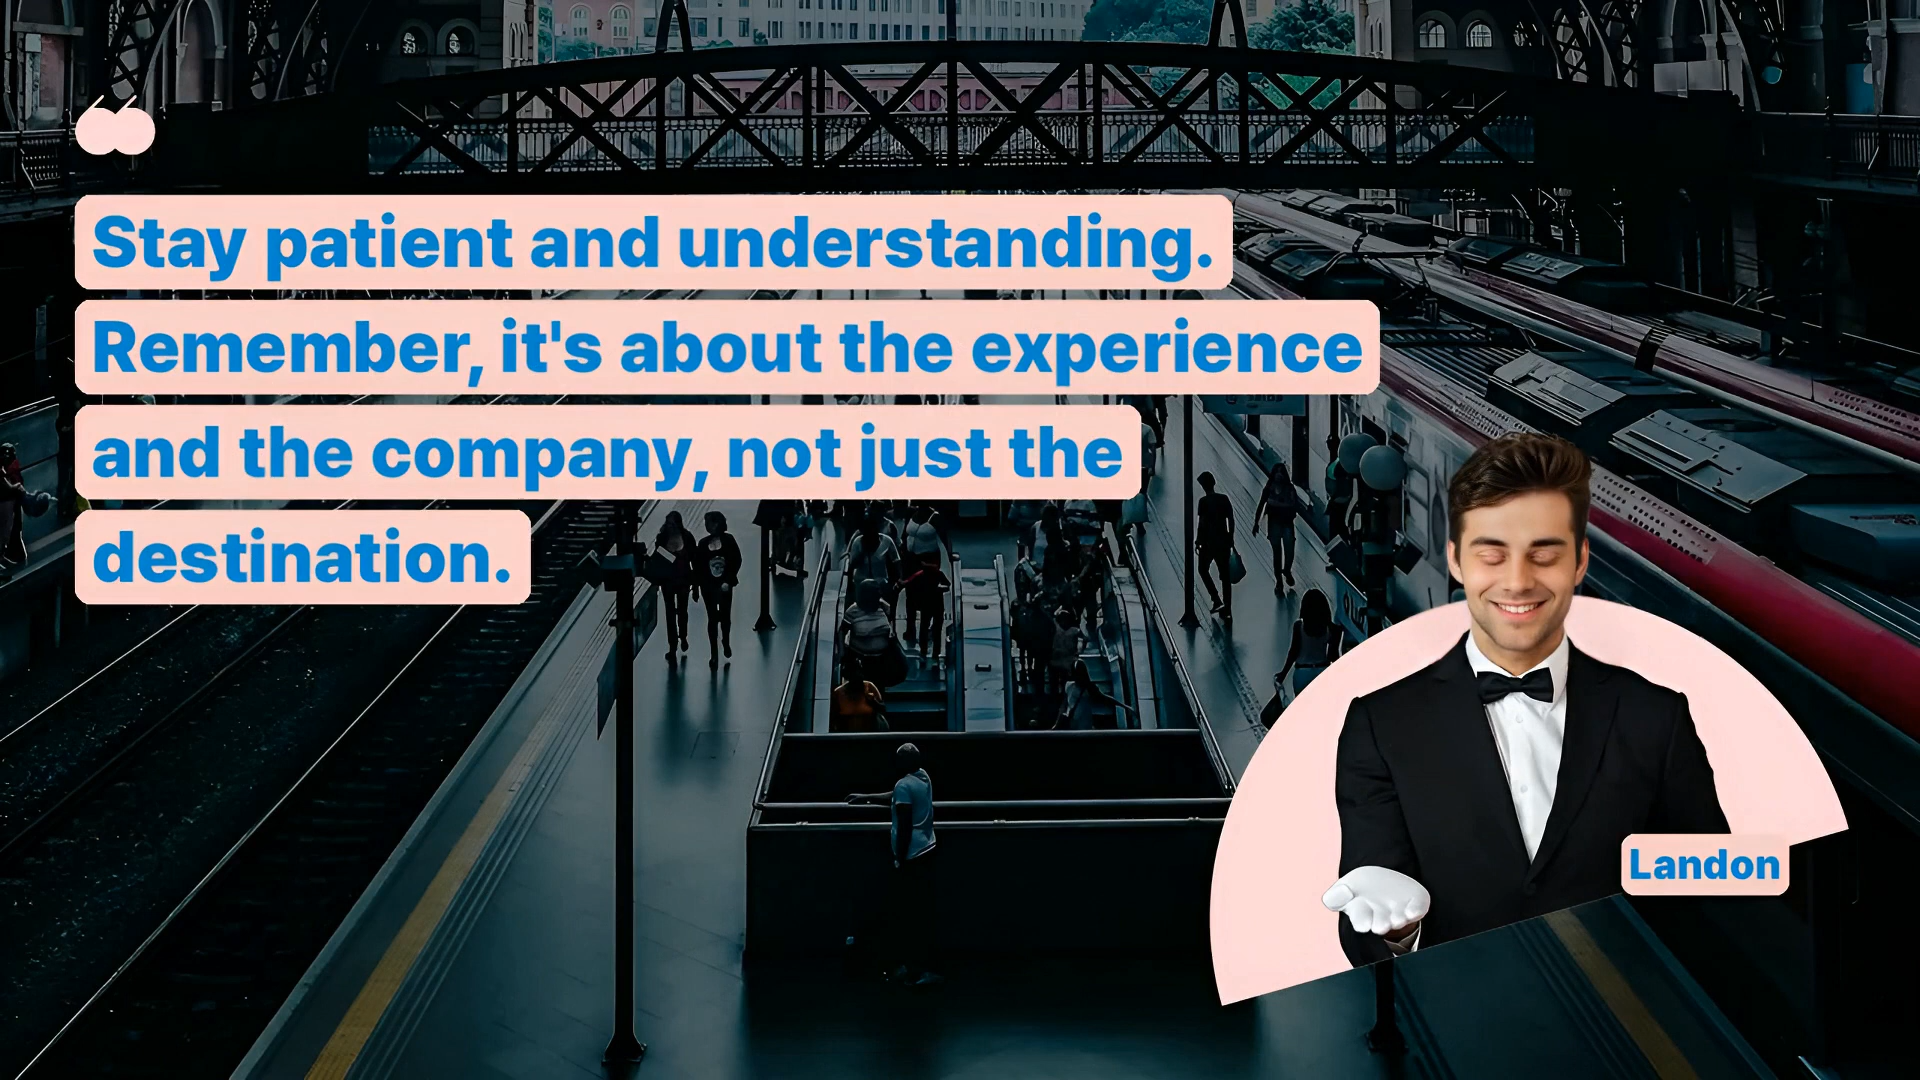 Stay patient and understanding.
Remember, it's about the experience
and the company, not just the
destination.
Landon